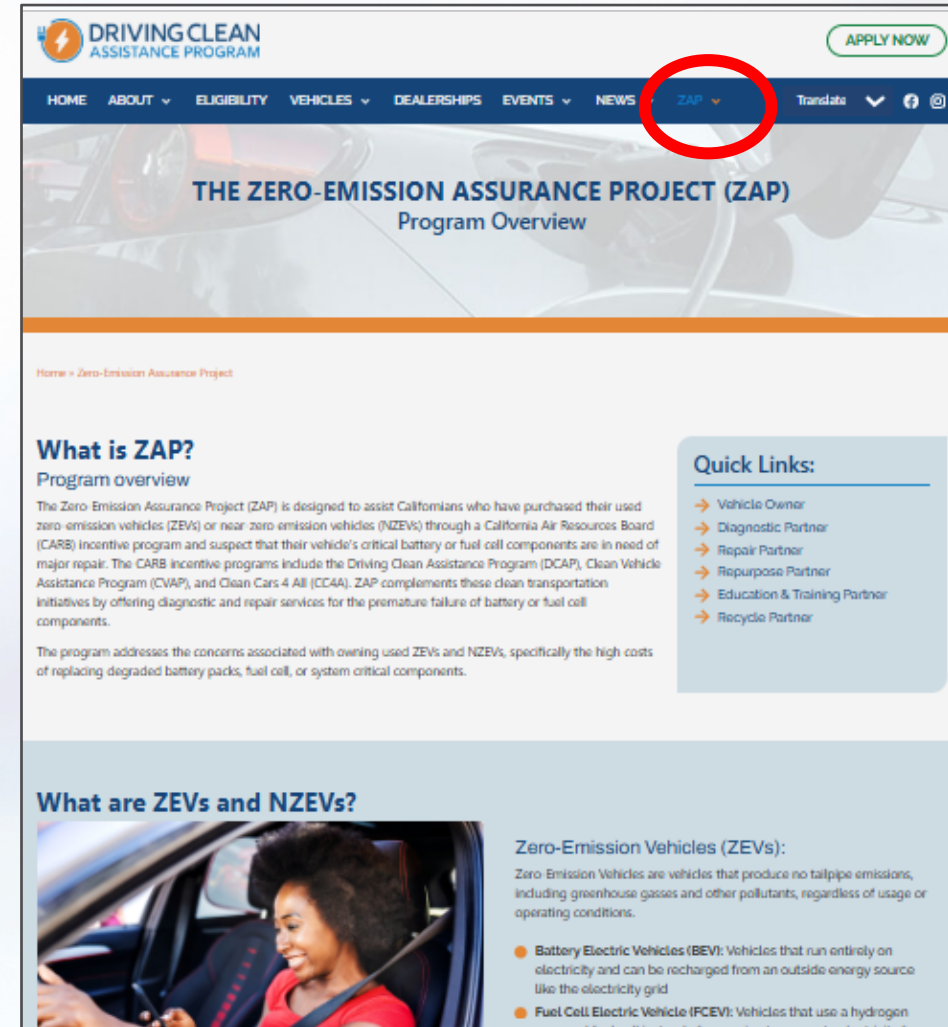 DRIVING CLEAN
ASSISTANCE PROGRAM
APPLY NOW
HOME ABOUT ELIGIBILITY VEHICLES DEALERSHIPS EVENTS NEWS ZAP Translate
THE ZERO-EMISSION ASSURANCE PROJECT (ZAP)
Program Overview
Home » Zero-Emission Assurance Project
What is ZAP?
Program overview
The Zero Emission Assurance Project (ZAP) is designed to assist Californians who have purchased their used
zero-emission vehicles (ZEVs) or near zero emission vehicles (NZEVs) through a California Air Resources Board
(CARB) incentive program and suspect that their vehicle's critical battery or fuel cell components are in need of
major repair. The CARB incentive programs include the Driving Clean Assistance Program (DCAP), Clean Vehicle
Assistance Program (CVAP), and Clean Cars 4 All (CC4A). ZAP complements these clean transportation
initiatives by offering diagnostic and repair services for the premature failure of battery or fuel cell
components.
The program addresses the concerns associated with owning used ZEVs and NZEVs, specifically the high costs
of replacing degraded battery packs, fuel cell, or system critical components.
Quick Links:
Vehicle Owner
Diagnostic Partner
Repair Partner
Repurpose Partner
Education & Training Partner
Recycle Partner
What are ZEVs and NZEVs?
Zero-Emission Vehicles (ZEVs):
Zero Emission Vehicles are vehicles that produce no tailpipe emissions,
including greenhouse gasses and other pollutants, regardless of usage or
operating conditions.
Battery Electric Vehicles (BEV): Vehicles that run entirely on
electricity and can be recharged from an outside energy source
like the electricity grid
Fuel Cell Electric Vehicle (FCEV): Vehicles that use a hydrogen